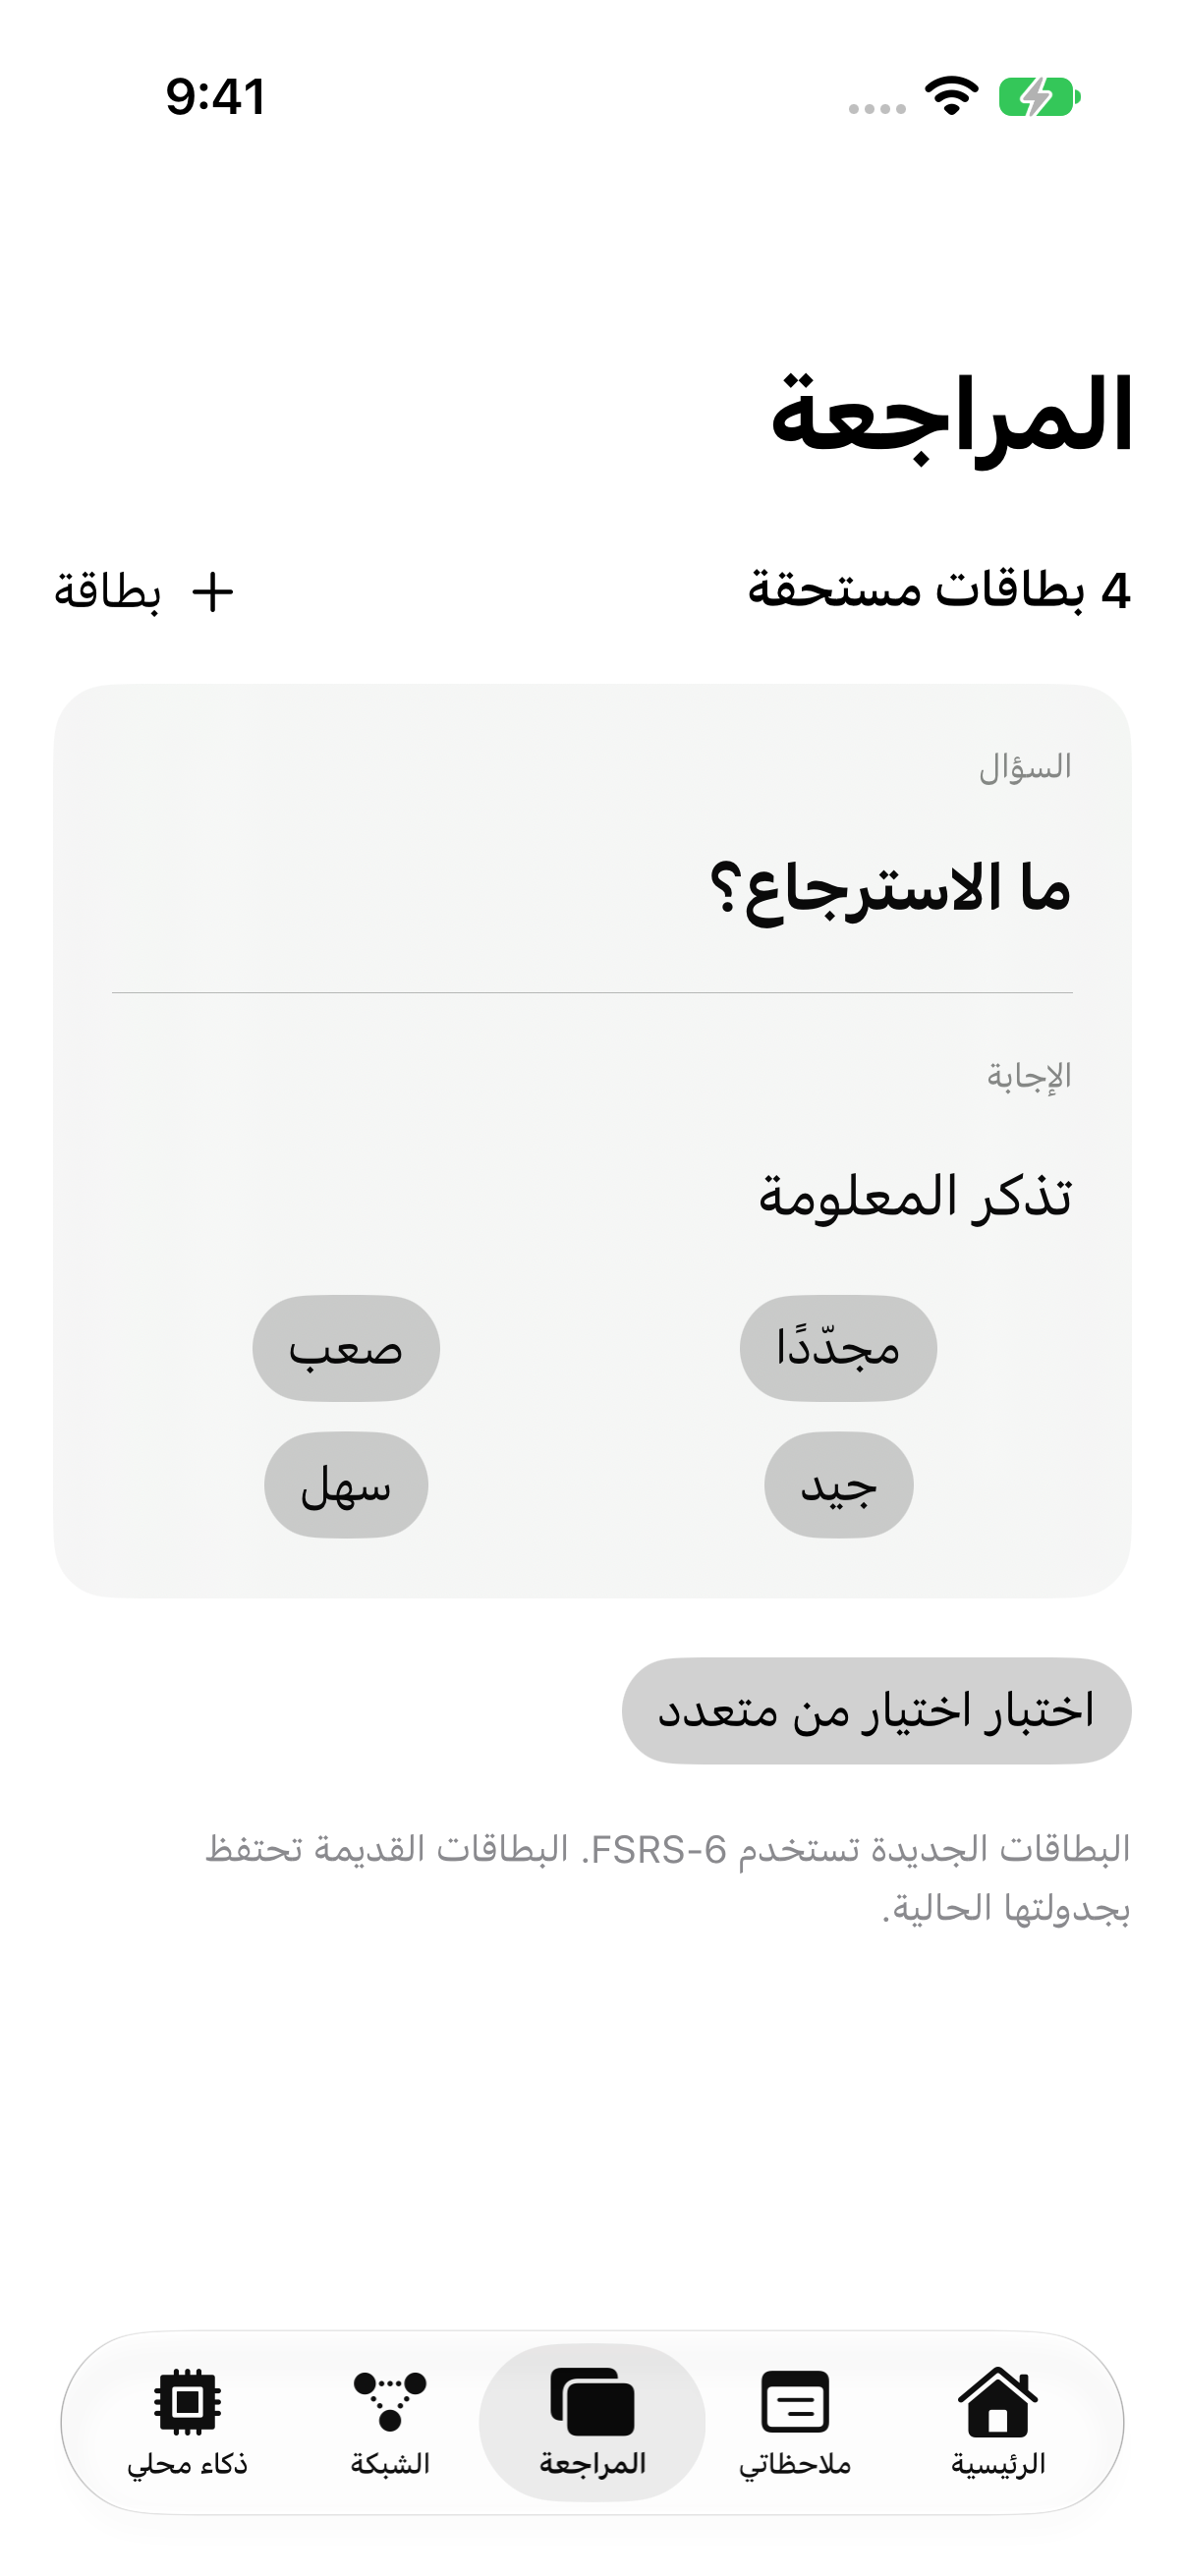 9:41
المراجعة
4 بطاقات مستحقة
بطاقة
السؤال
ما الاسترجاع؟
الإجابة
تذكر المعلومة
مجدّدًا
صعب
جيد
سهل
اختبار اختيار من متعدد
البطاقات الجديدة تستخدم FSRS-6. البطاقات القديمة تحتفظ
بجدولتها الحالية.
الرئيسية
ملاحظاتي
المراجعة
الشبكة
ذكاء محلي